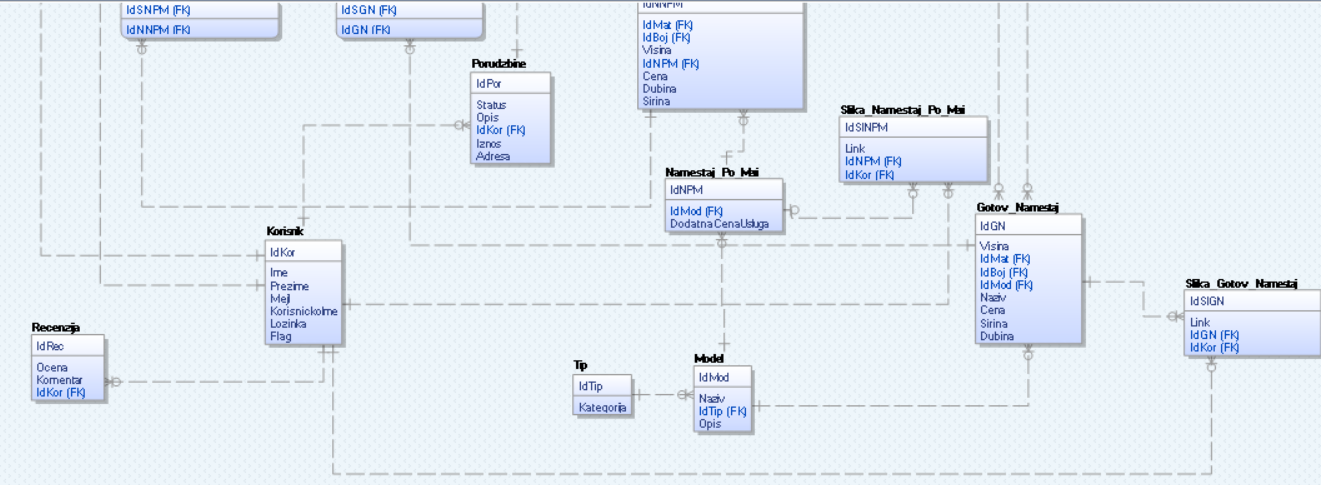 IdSNPM (FK)
IdNNPM (FK)
IdSGN (FK)
IdGN (FK)
IdNNPM
IdMat (FK)
IdBoj (FK)
Visina
IdNPM (FK)
Cena
Dubina
Sirina
Porudzbine
IdPor
Status
Opis
IdKor (FK)
Iznos
Adresa
Slika_Namestaj_Po_Meri
IdSlNPM
Link
IdNPM (FK)
IdKor (FK)
Namestaj_Po_Meri
IdNPM
IdMod (FK)
DodatnaCenaUsluga
Gotov_Namestaj
IdGN
Visina
IdMat (FK)
IdBoj (FK)
IdMod (FK)
Naziv
Cena
Sirina
Dubina
Korisnik
IdKor
Ime
Prezime
Mejl
KorisnickoIme
Lozinka
Flag
Slika_Gotov_Namestaj
IdSlGN
Link
IdGN (FK)
IdKor (FK)
Recenzija
IdRec
Ocena
Komentar
IdKor (FK)
Tip
IdTip
Kategorija
Model
IdMod
Naziv
IdTip (FK)
Opis